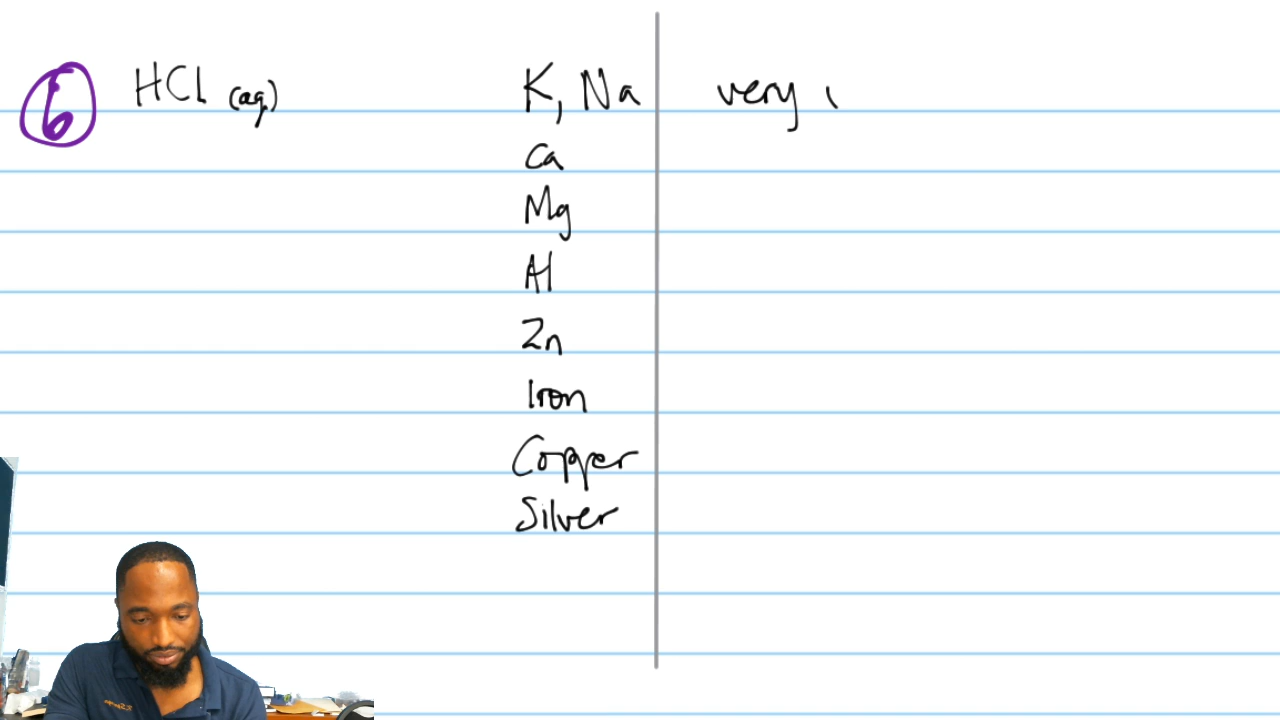 6 HCl (aq) K, Na very
Ca
Mg
Al
Zn
Iron
Copper
Silver